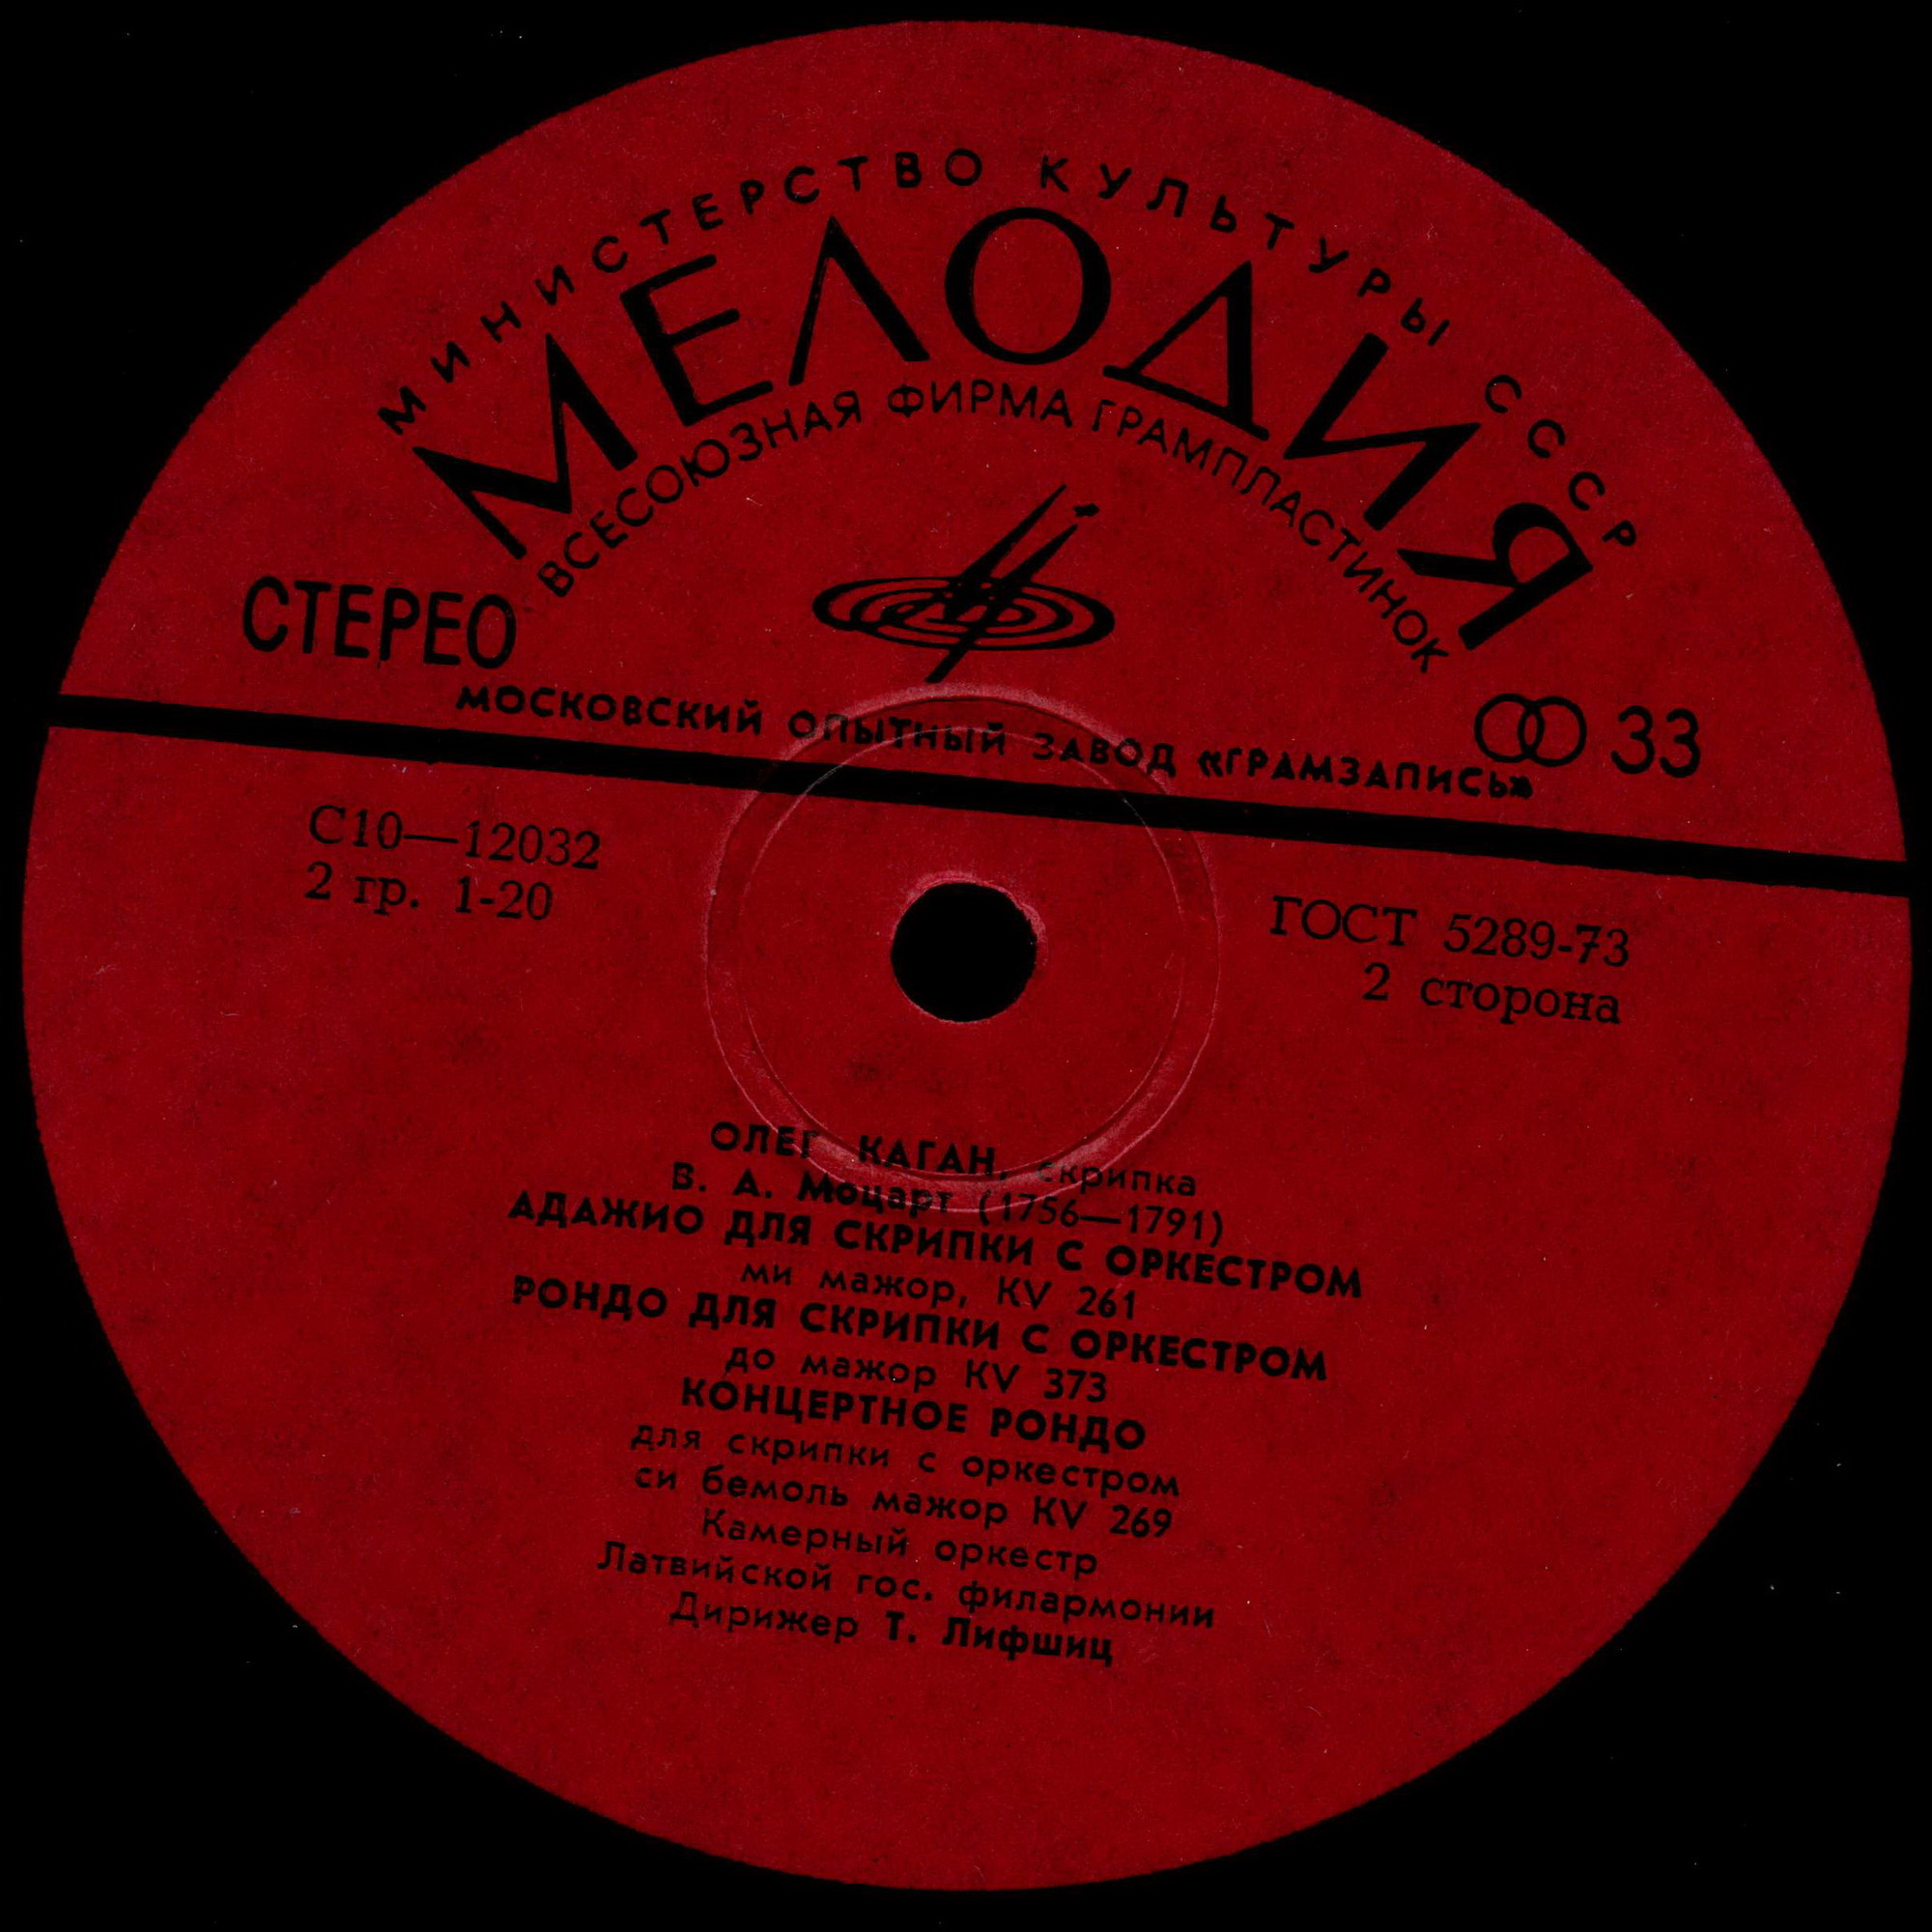 МИНИСТЕРСТВО КУЛЬТУРЫ СССР
МЕЛОДИЯ
ВСЕСОЮЗНАЯ ФИРМА ГРАМПЛАСТИНОК
СТЕРЕО
33
МОСКОВСКИЙ ОПЫТНЫЙ ЗАВОД «ГРАМЗАПИСЬ»
С10—12032
2 гр. 1-20
ГОСТ 5289-73
2 сторона
ОЛЕГ КАГАН, скрипка
В. А. Моцарт (1756—1791)
АДАЖИО ДЛЯ СКРИПКИ С ОРКЕСТРОМ
ми мажор, KV 261
РОНДО ДЛЯ СКРИПКИ С ОРКЕСТРОМ
до мажор KV 373
КОНЦЕРТНОЕ РОНДО
для скрипки с оркестром
си бемоль мажор KV 269
Камерный оркестр
Латвийской гос. филармонии
Дирижер Т. Лифшиц